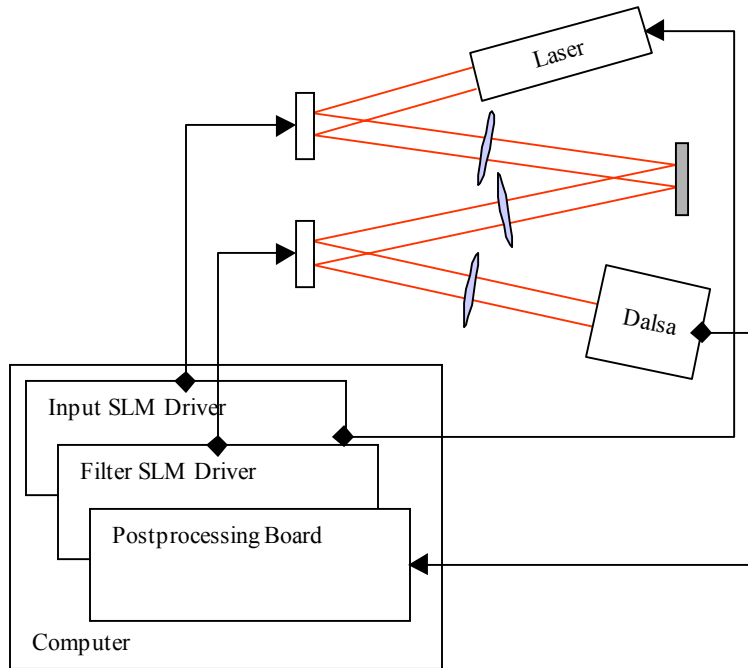 Laser
Dalsa
Input SLM Driver
Filter SLM Driver
Postprocessing Board
Computer